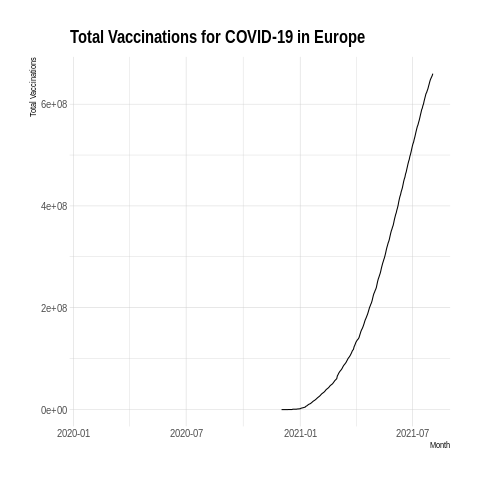 Total Vaccinations for COVID-19 in Europe
Total Vaccinations
6e+08
4e+08
2e+08
0e+00
2020-01 2020-07 2021-01 2021-07
Month